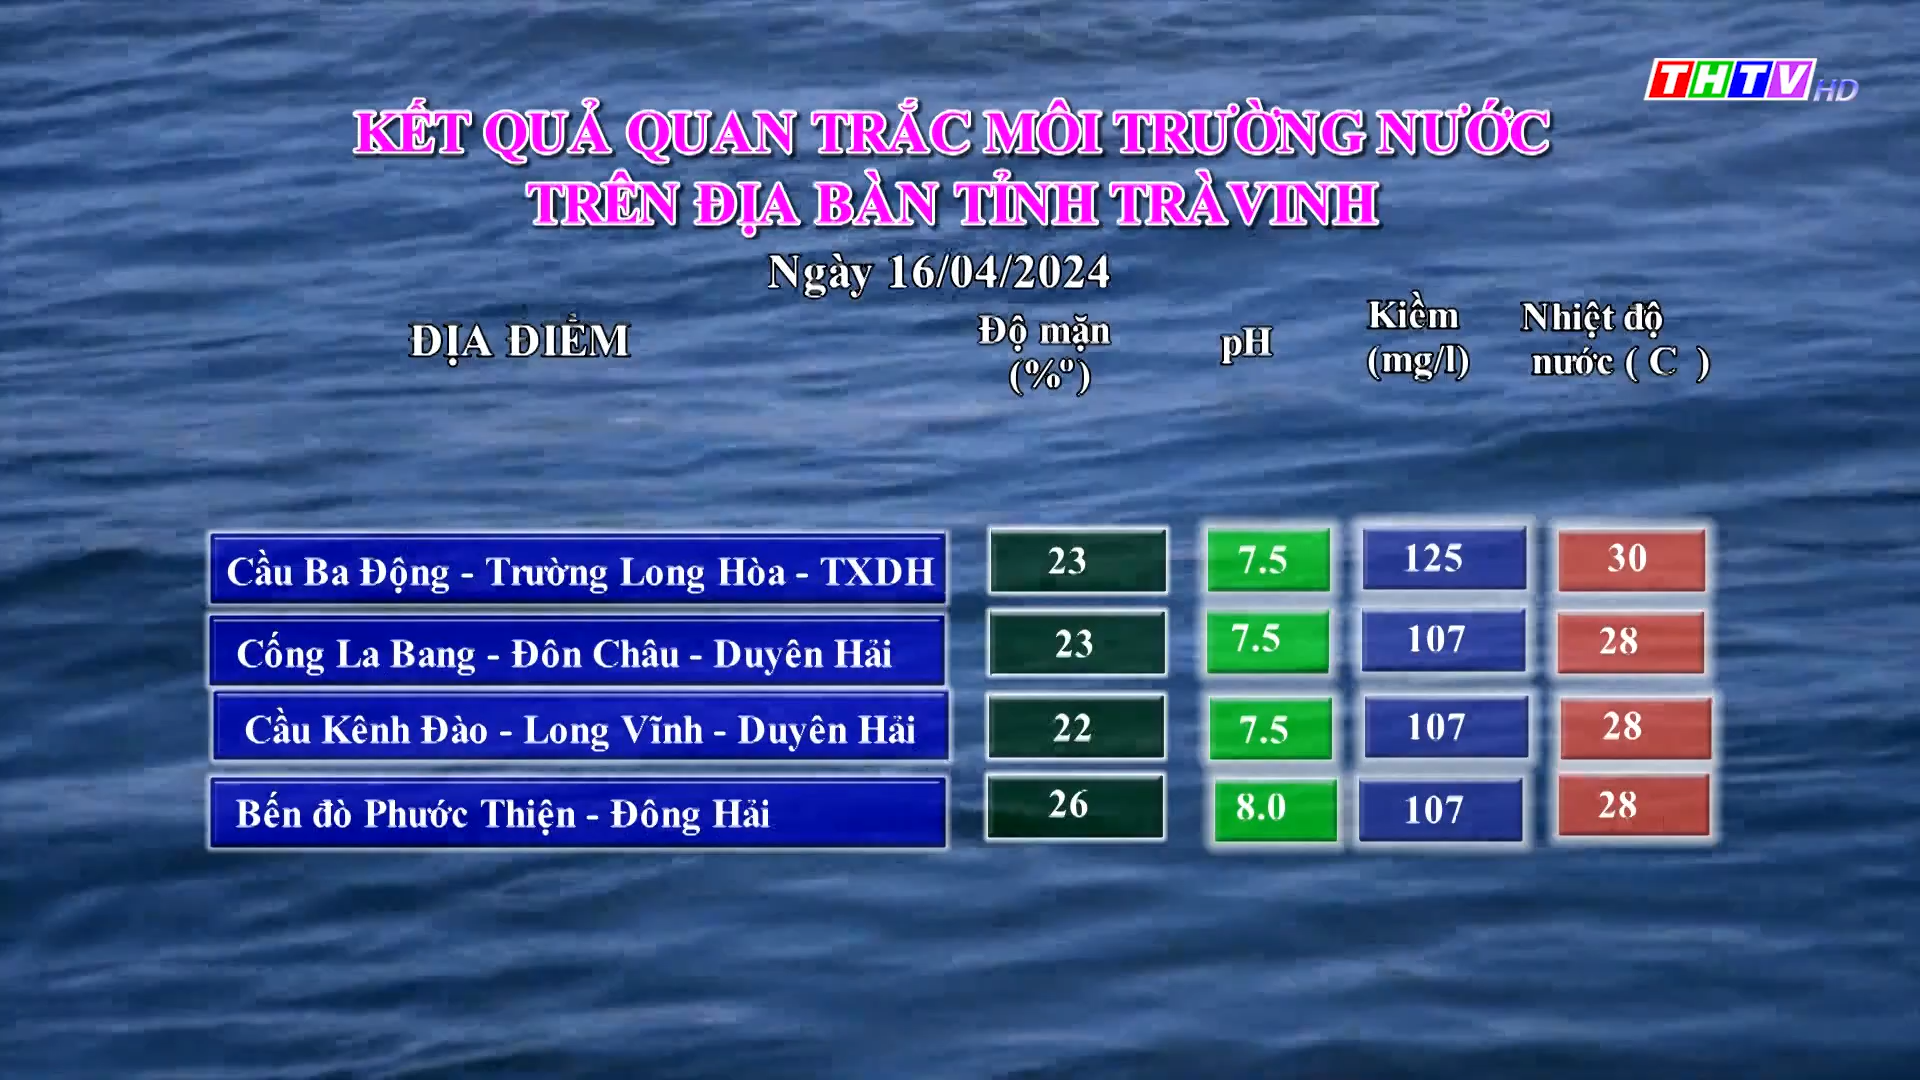 THTV HD
KẾT QUẢ QUAN TRẮC MÔI TRƯỜNG NƯỚC
TRÊN ĐỊA BÀN TỈNH TRÀ VINH
Ngày 16/04/2024
ĐỊA ĐIỂM Độ mặn (%º) pH Kiềm (mg/l) Nhiệt độ nước ( C )
Cầu Ba Động - Trường Long Hòa - TXDH 23 7.5 125 30
Cống La Bang - Đôn Châu - Duyên Hải 23 7.5 107 28
Cầu Kênh Đào - Long Vĩnh - Duyên Hải 22 7.5 107 28
Bến đò Phước Thiện - Đông Hải 26 8.0 107 28